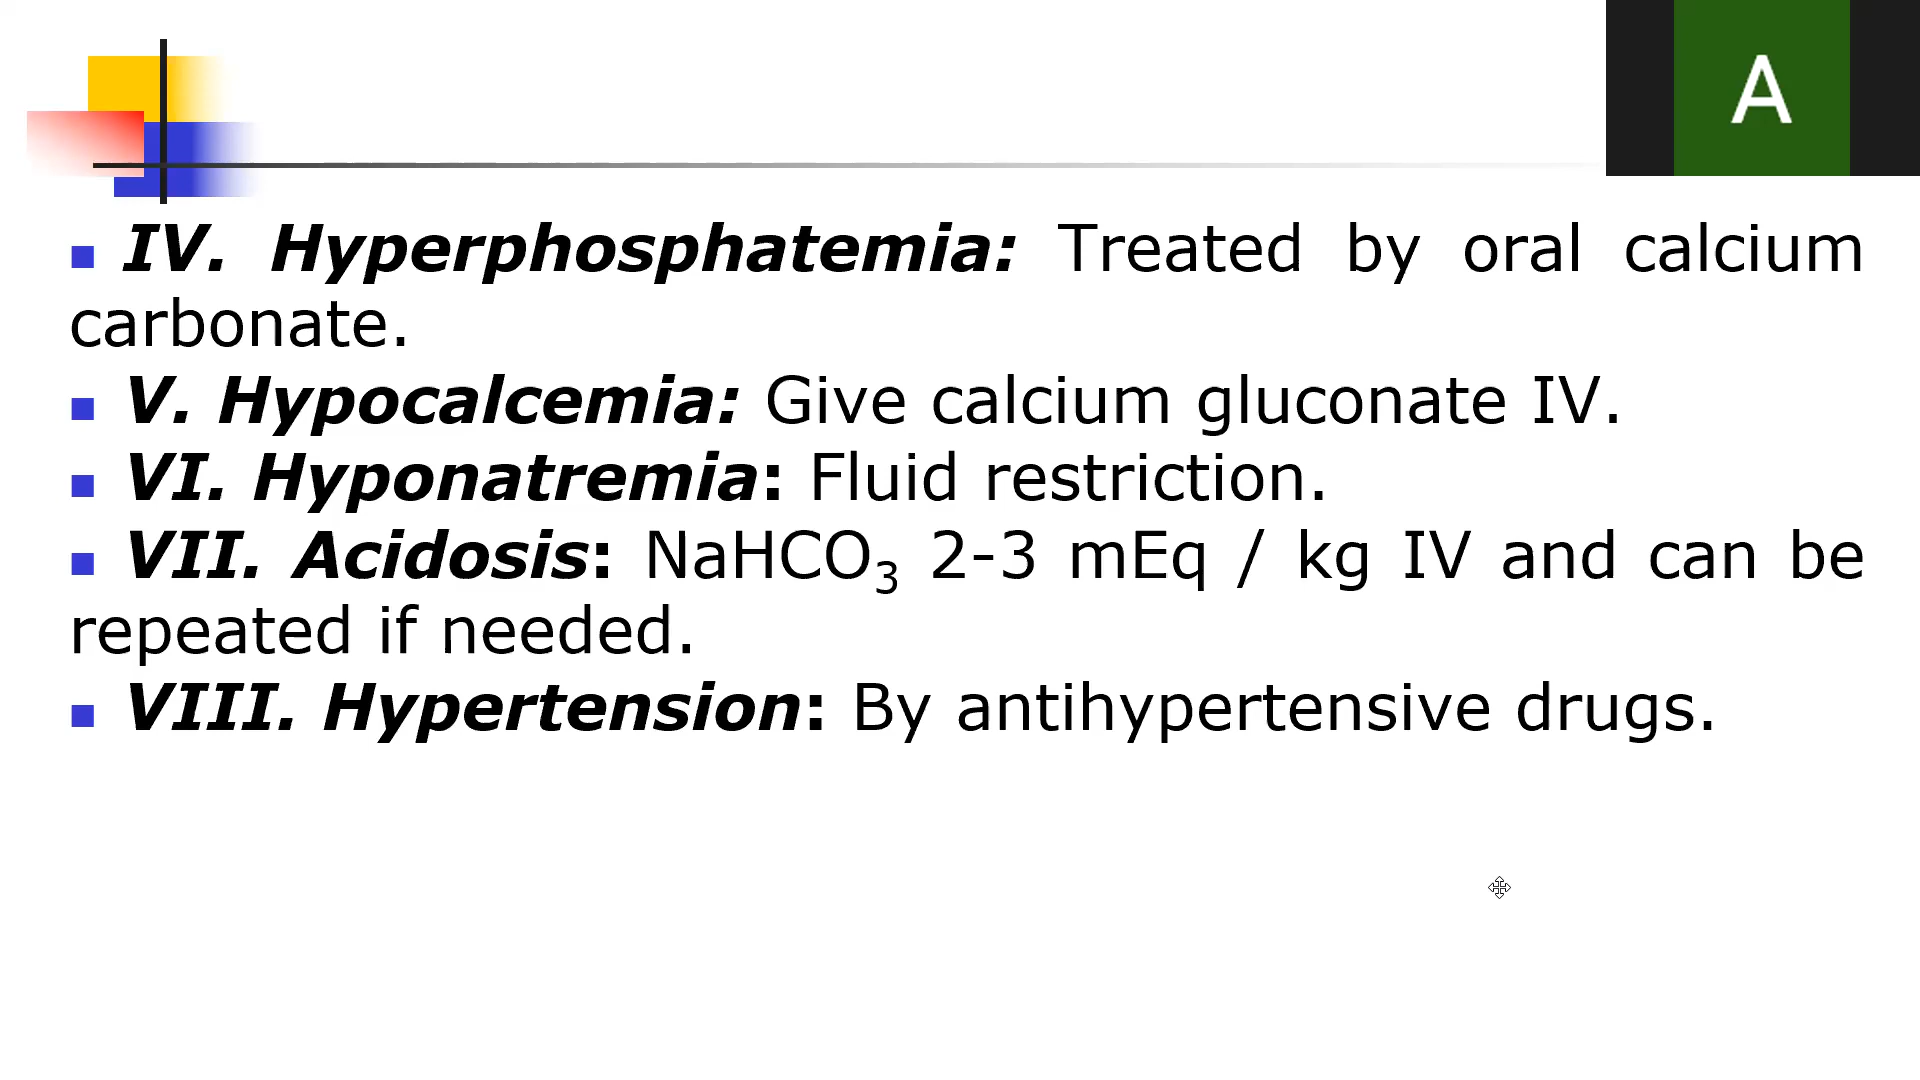 A
IV. Hyperphosphatemia: Treated by oral calcium
carbonate.
V. Hypocalcemia: Give calcium gluconate IV.
VI. Hyponatremia: Fluid restriction.
VII. Acidosis: NaHCO₃ 2-3 mEq / kg IV and can be
repeated if needed.
VIII. Hypertension: By antihypertensive drugs.